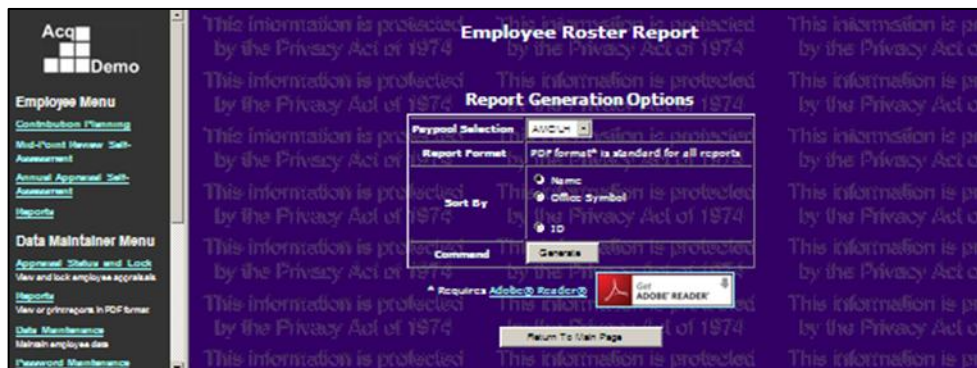 Acq
Demo
Employee Menu
Contribution Planning
Mid-Point Review Self-
Assessment
Annual Appraisal Self-
Assessment
Reports
Data Maintainer Menu
Appraisal Status and Lock
View and lock employee appraisals
Reports
View or print reports in PDF format
Data Maintenance
Maintain employee data
Password Maintenance
Employee Roster Report
Report Generation Options
Paypool Selection
Report Format PDF format* is standard for all reports
Sort By
Name
Office Symbol
ID
Command Generate
* Requires Adobe® Reader®
Get
ADOBE® READER®
Return To Main Page
This information is protected
by the Privacy Act of 1974